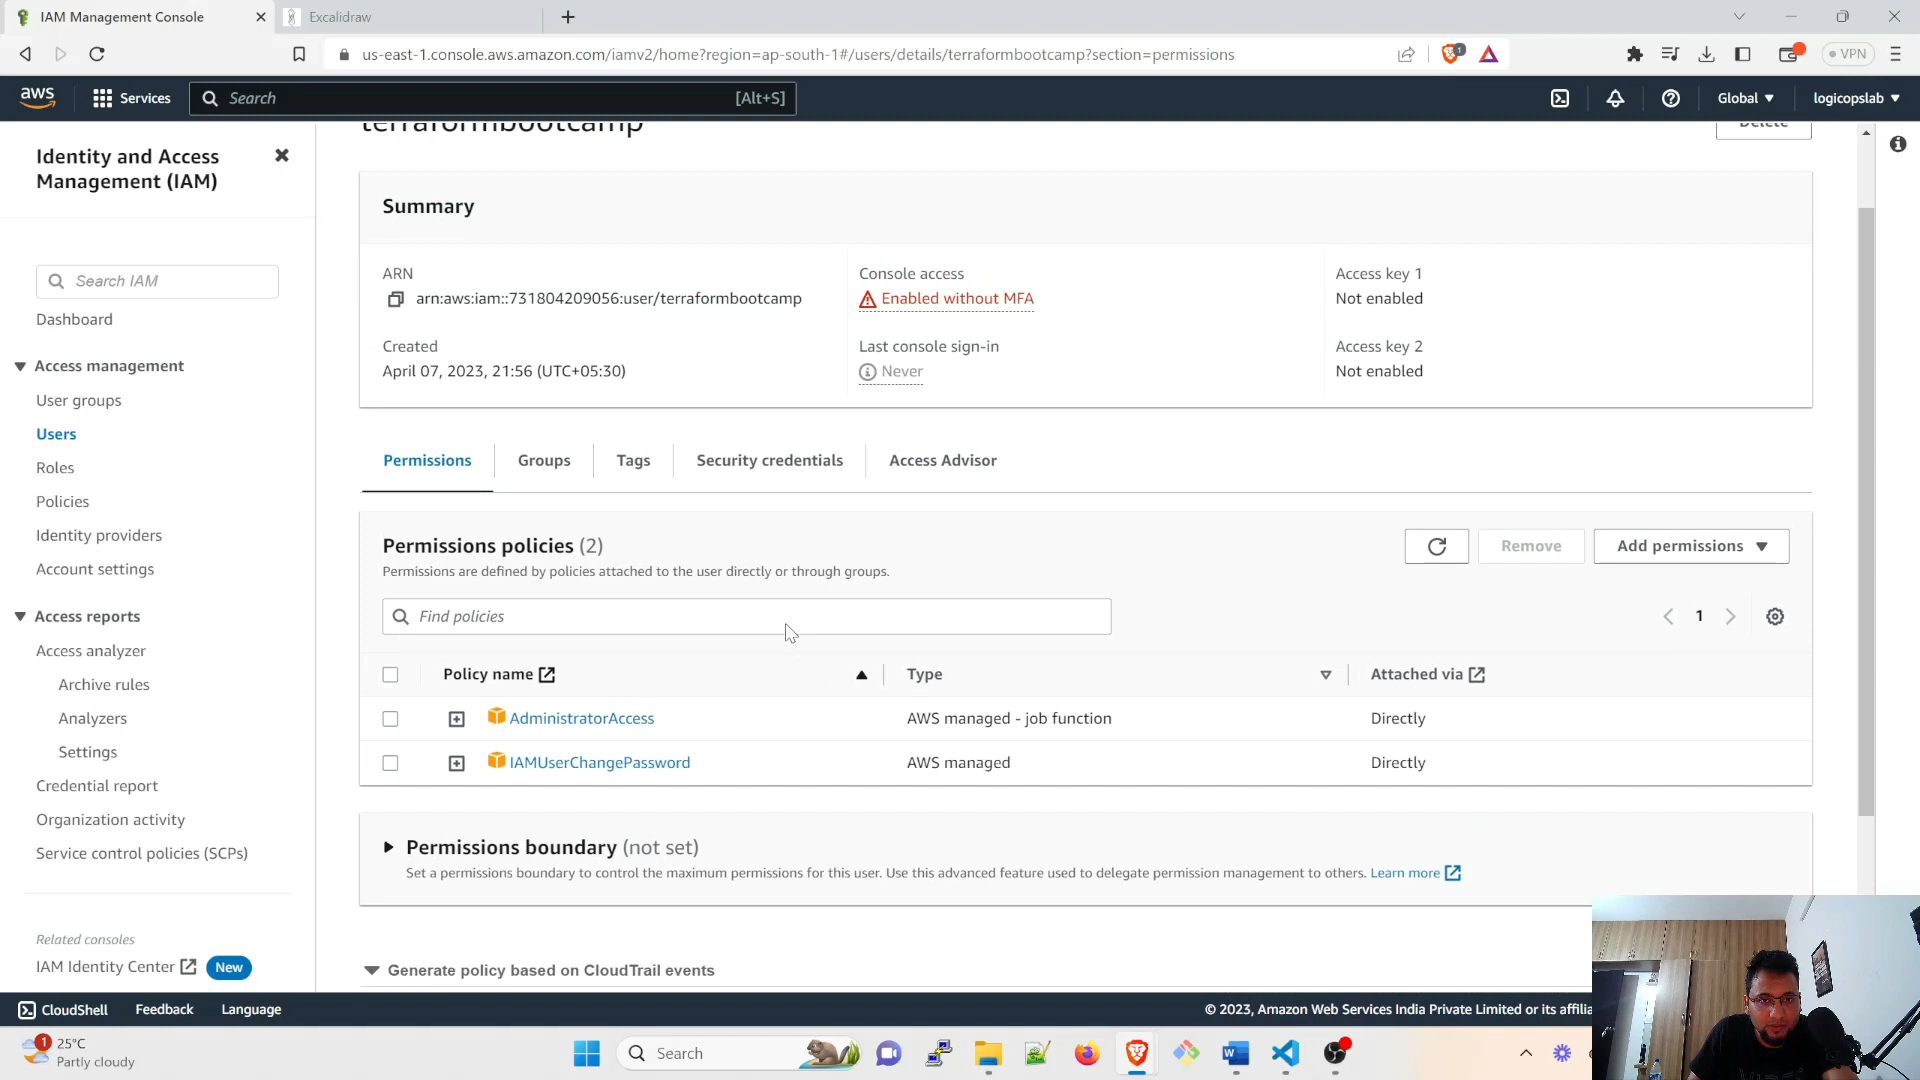 IAM Management Console
Excalidraw
us-east-1.console.aws.amazon.com/iamv2/home?region=ap-south-1#/users/details/terraformbootcamp?section=permissions
1
VPN
aws
Services
Search
[Alt+S]
Global
logicopslab
Identity and Access
Management (IAM)
Search IAM
Dashboard
Access management
User groups
Users
Roles
Policies
Identity providers
Account settings
Access reports
Access analyzer
Archive rules
Analyzers
Settings
Credential report
Organization activity
Service control policies (SCPs)
Related consoles
IAM Identity Center
New
terraformbootcamp
Delete
Summary
ARN
arn:aws:iam::731804209056:user/terraformbootcamp
Console access
Enabled without MFA
Access key 1
Not enabled
Created
April 07, 2023, 21:56 (UTC+05:30)
Last console sign-in
Never
Access key 2
Not enabled
Permissions
Groups
Tags
Security credentials
Access Advisor
Permissions policies (2)
Permissions are defined by policies attached to the user directly or through groups.
Remove
Add permissions
Find policies
1
Policy name
Type
Attached via
AdministratorAccess
AWS managed - job function
Directly
IAMUserChangePassword
AWS managed
Directly
Permissions boundary (not set)
Set a permissions boundary to control the maximum permissions for this user. Use this advanced feature used to delegate permission management to others. Learn more
Generate policy based on CloudTrail events
CloudShell
Feedback
Language
© 2023, Amazon Web Services India Private Limited or its affilia
1
25°C
Partly cloudy
Search